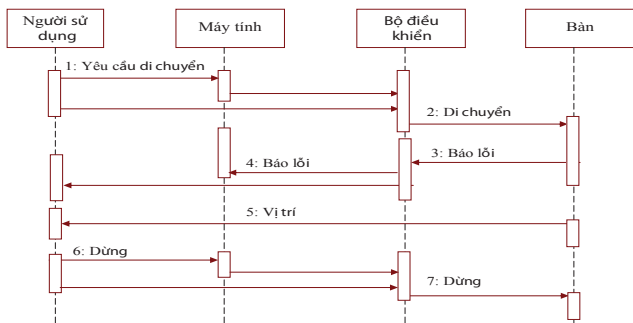 Người sử
dụng
Máy tính
Bộ điều
khiển
Bàn
1: Yêu cầu di chuyển
2: Di chuyển
3: Báo lỗi
4: Báo lỗi
5: Vị trí
6: Dừng
7: Dừng